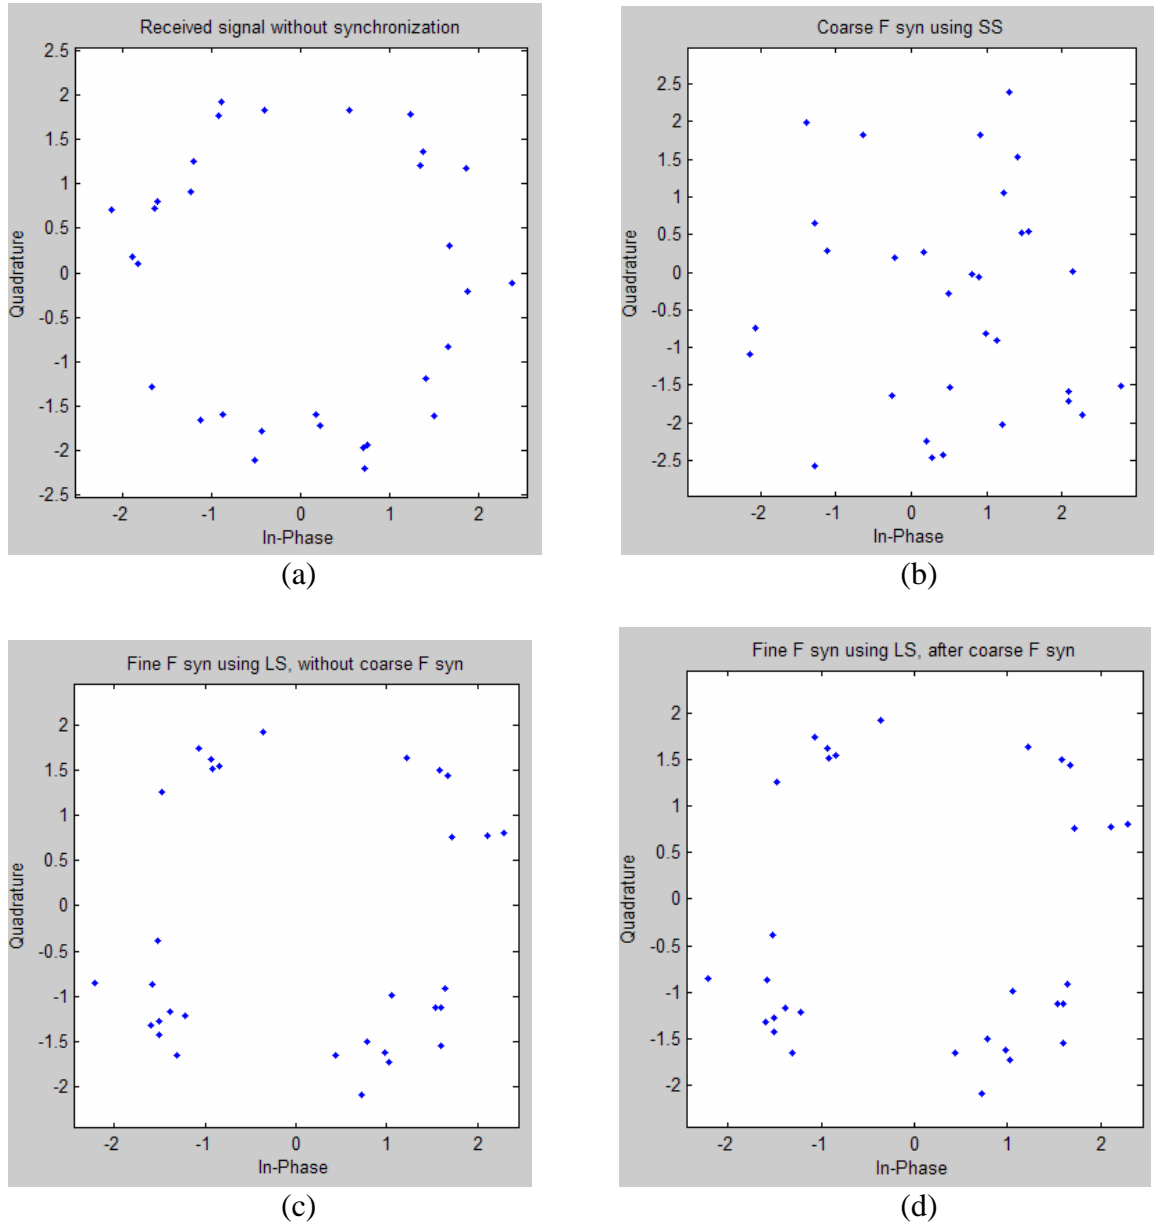 Received signal without synchronization
2.5
2
1.5
1
0.5
0
-0.5
-1
-1.5
-2
-2.5
Quadrature
-2 -1 0 1 2
In-Phase
(a)
Coarse F syn using SS
2.5
2
1.5
1
0.5
0
-0.5
-1
-1.5
-2
-2.5
Quadrature
-2 -1 0 1 2
In-Phase
(b)
Fine F syn using LS, without coarse F syn
2
1.5
1
0.5
0
-0.5
-1
-1.5
-2
Quadrature
-2 -1 0 1 2
In-Phase
(c)
Fine F syn using LS, after coarse F syn
2
1.5
1
0.5
0
-0.5
-1
-1.5
-2
Quadrature
-2 -1 0 1 2
In-Phase
(d)